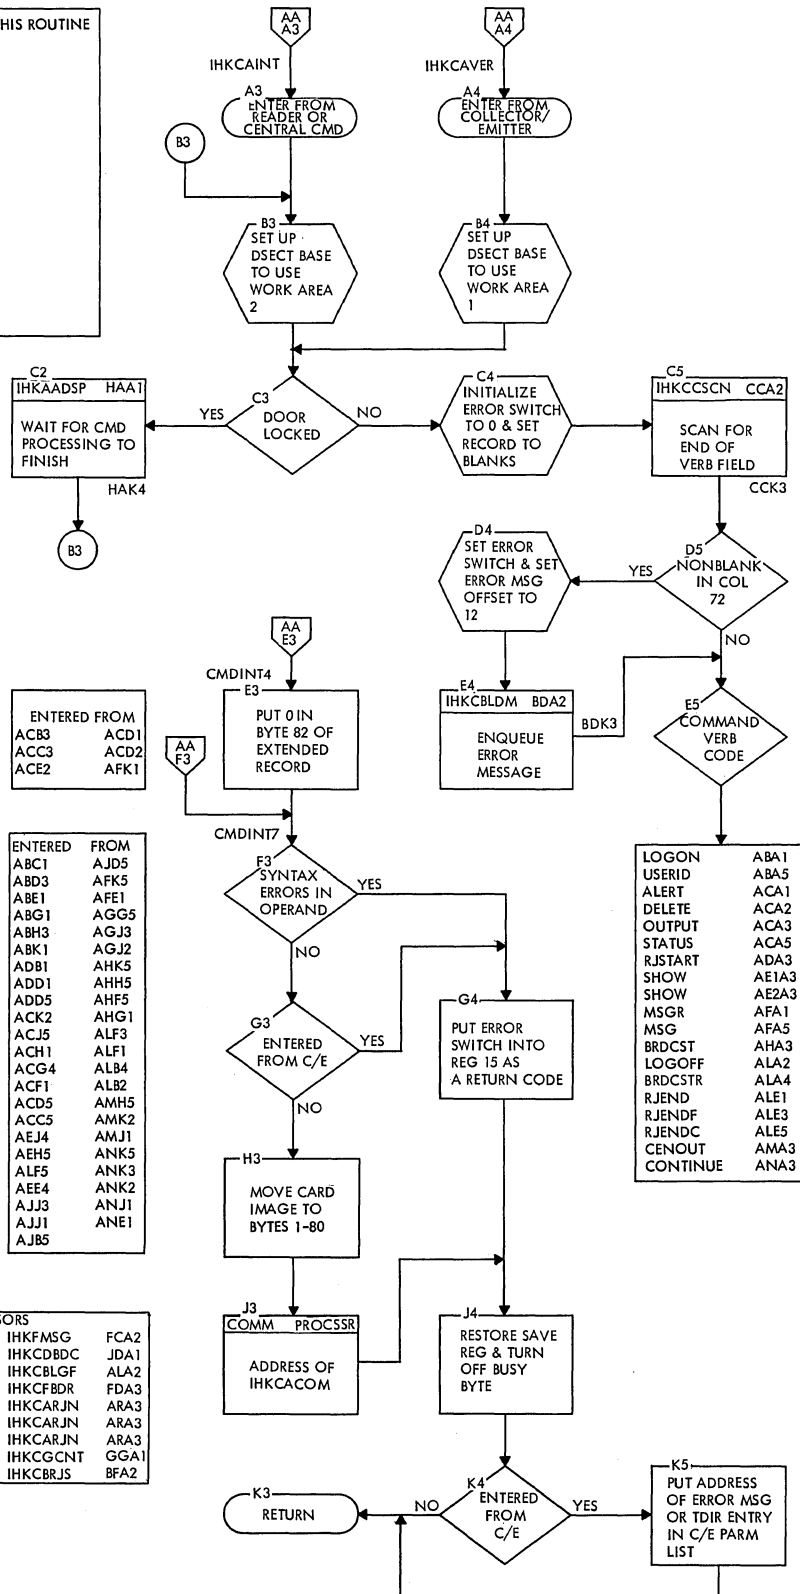 HIS ROUTINE
AA
A3
AA
A4
IHKCAINT
IHKCAVER
A3
ENTER FROM
READER OR
CENTRAL CMD
A4
ENTER FROM
COLLECTOR/
EMITTER
B3
B3
SET UP
DSECT BASE
TO USE
WORK AREA
2
B4
SET UP
DSECT BASE
TO USE
WORK AREA
1
C2
IHKAADSP HAA1
WAIT FOR CMD
PROCESSING TO
FINISH
HAK4
B3
YES
C3
DOOR
LOCKED
NO
C4
INITIALIZE
ERROR SWITCH
TO 0 & SET
RECORD TO
BLANKS
C5
IHKCCSCN CCA2
SCAN FOR
END OF
VERB FIELD
CCK3
D4
SET ERROR
SWITCH & SET
ERROR MSG
OFFSET TO
12
YES
D5
NONBLANK
IN COL
72
NO
AA
E3
CMDINT4
E3
PUT 0 IN
BYTE 82 OF
EXTENDED
RECORD
E4
IHKCBLDM BDA2
ENQUEUE
ERROR
MESSAGE
BDK3
E5
COMMAND
VERB
CODE
ENTERED FROM
ACB3 ACD1
ACC3 ACD2
ACE2 AFK1
AA
F3
CMDINT7
F3
SYNTAX
ERRORS IN
OPERAND
YES
NO
ENTERED FROM
ABC1 AJD5
ABD3 AFK5
ABE1 AFE1
ABG1 AGG5
ABH3 AGJ3
ABK1 AGJ2
ADB1 AHK5
ADD1 AHH5
ADD5 AHF5
ACK2 AHG1
ACJ5 ALF3
ACH1 ALF1
ACG4 ALB4
ACF1 ALB2
ACD5 AMH5
ACC5 AMK2
AEJ4 AMJ1
AEH5 ANK5
ALF5 ANK3
AEE4 ANK2
AJJ3 ANJ1
AJJ1 ANE1
AJB5
LOGON ABA1
USERID ABA5
ALERT ACA1
DELETE ACA2
OUTPUT ACA3
STATUS ACA5
RJSTART ADA3
SHOW AE1A3
SHOW AE2A3
MSGR AFA1
MSG AFA5
BRDCST AHA3
LOGOFF ALA2
BRDCSTR ALA4
RJEND ALE1
RJENDF ALE3
RJENDC ALE5
CENOUT AMA3
CONTINUE ANA3
G3
ENTERED
FROM C/E
YES
NO
G4
PUT ERROR
SWITCH INTO
REG 15 AS
A RETURN CODE
H3
MOVE CARD
IMAGE TO
BYTES 1-80
J3
COMM PROCSSR
ADDRESS OF
IHKCACOM
J4
RESTORE SAVE
REG & TURN
OFF BUSY
BYTE
ORS
IHKFMSG FCA2
IHKCDBDC JDA1
IHKCBLGF ALA2
IHKCFBDR FDA3
IHKCARJN ARA3
IHKCARJN ARA3
IHKCARJN ARA3
IHKCGCNT GGA1
IHKCBRJS BFA2
K3
RETURN
NO
K4
ENTERED
FROM
C/E
YES
K5
PUT ADDRESS
OF ERROR MSG
OR TDIR ENTRY
IN C/E PARM
LIST